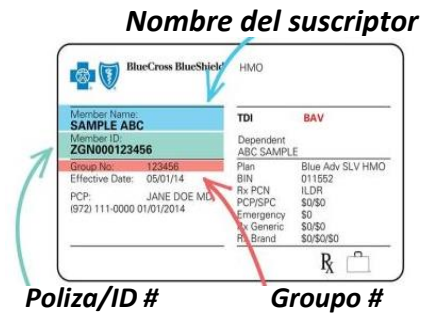 Nombre del suscriptor
BlueCross BlueShield HMO
Member Name:
SAMPLE ABC
Member ID:
ZGN000123456
Group No: 123456
Effective Date: 05/01/14
PCP: JANE DOE MD
(972) 111-0000 01/01/2014
TDI BAV
Dependent
ABC SAMPLE
Plan Blue Adv SLV HMO
BIN 011552
Rx PCN ILDR
PCP/SPC $0/$0
Emergency $0
Rx Generic $0/$0
Rx Brand $0/$0/$0
Rx
Poliza/ID # Groupo #